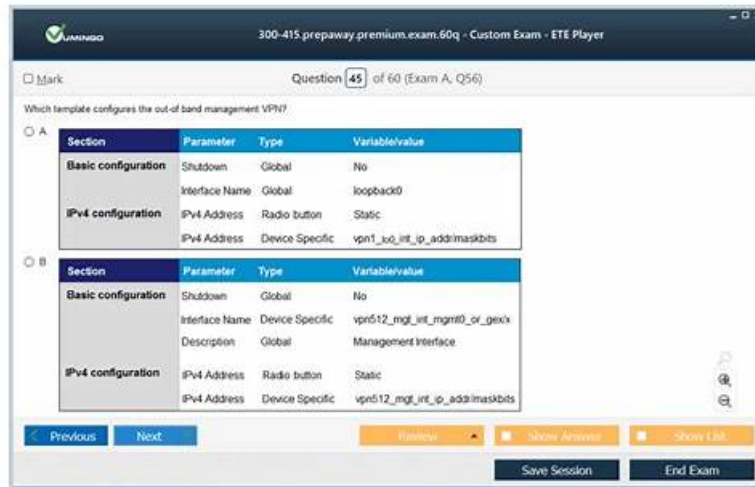 VUMINGO
300-415.prepaway.premium.exam.60q - Custom Exam - ETE Player
Mark
Question 45 of 60 (Exam A, Q56)
Which template configures the out-of band management VPN?
A
Section Parameter Type Variable/value
Basic configuration Shutdown Global No
Interface Name Global loopback0
IPv4 configuration IPv4 Address Radio button Static
IPv4 Address Device Specific vpn1_lo0_int_ip_addr/maskbits
B
Section Parameter Type Variable/value
Basic configuration Shutdown Global No
Interface Name Device Specific vpn512_mgt_int_mgmt0_or_gex/x
Description Global Management Interface
IPv4 configuration IPv4 Address Radio button Static
IPv4 Address Device Specific vpn512_mgt_int_ip_addr/maskbits
Previous Next Review Show Answer Show List
Save Session End Exam